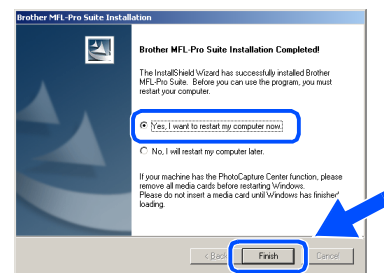 Brother MFL-Pro Suite Installation
Brother MFL-Pro Suite Installation Completed!
The InstallShield Wizard has successfully installed Brother
MFL-Pro Suite. Before you can use the program, you must
restart your computer.
Yes, I want to restart my computer now.
No, I will restart my computer later.
If your machine has the PhotoCapture Center function, please
remove all media cards before restarting Windows.
Please do not insert a media card until Windows has finished
loading.
< Back Finish Cancel